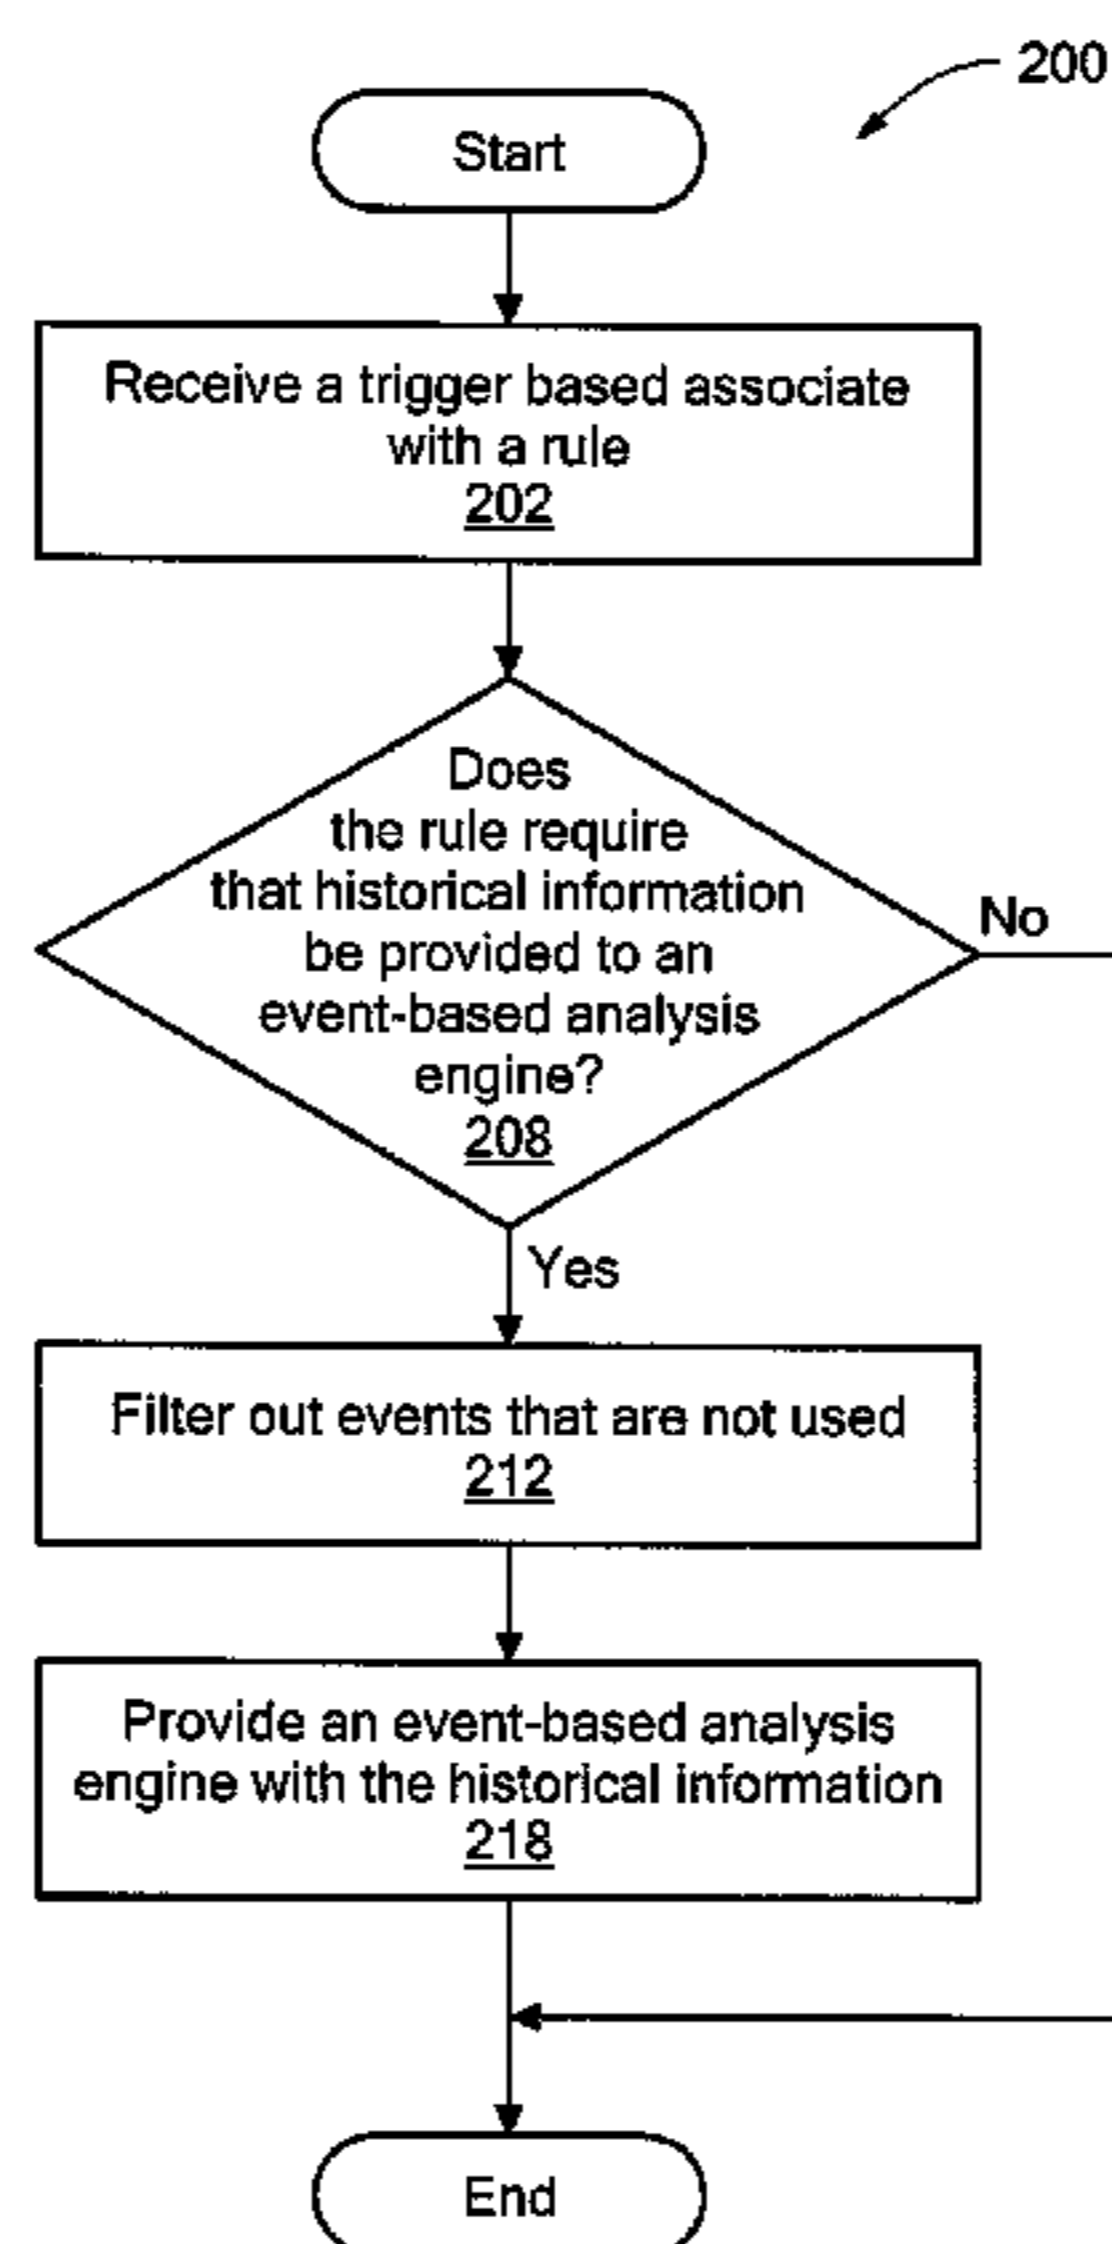 200
Start
Receive a trigger based associate
with a rule
202
Does
the rule require
that historical information
be provided to an
event-based analysis
engine?
208
No
Yes
Filter out events that are not used
212
Provide an event-based analysis
engine with the historical information
218
End